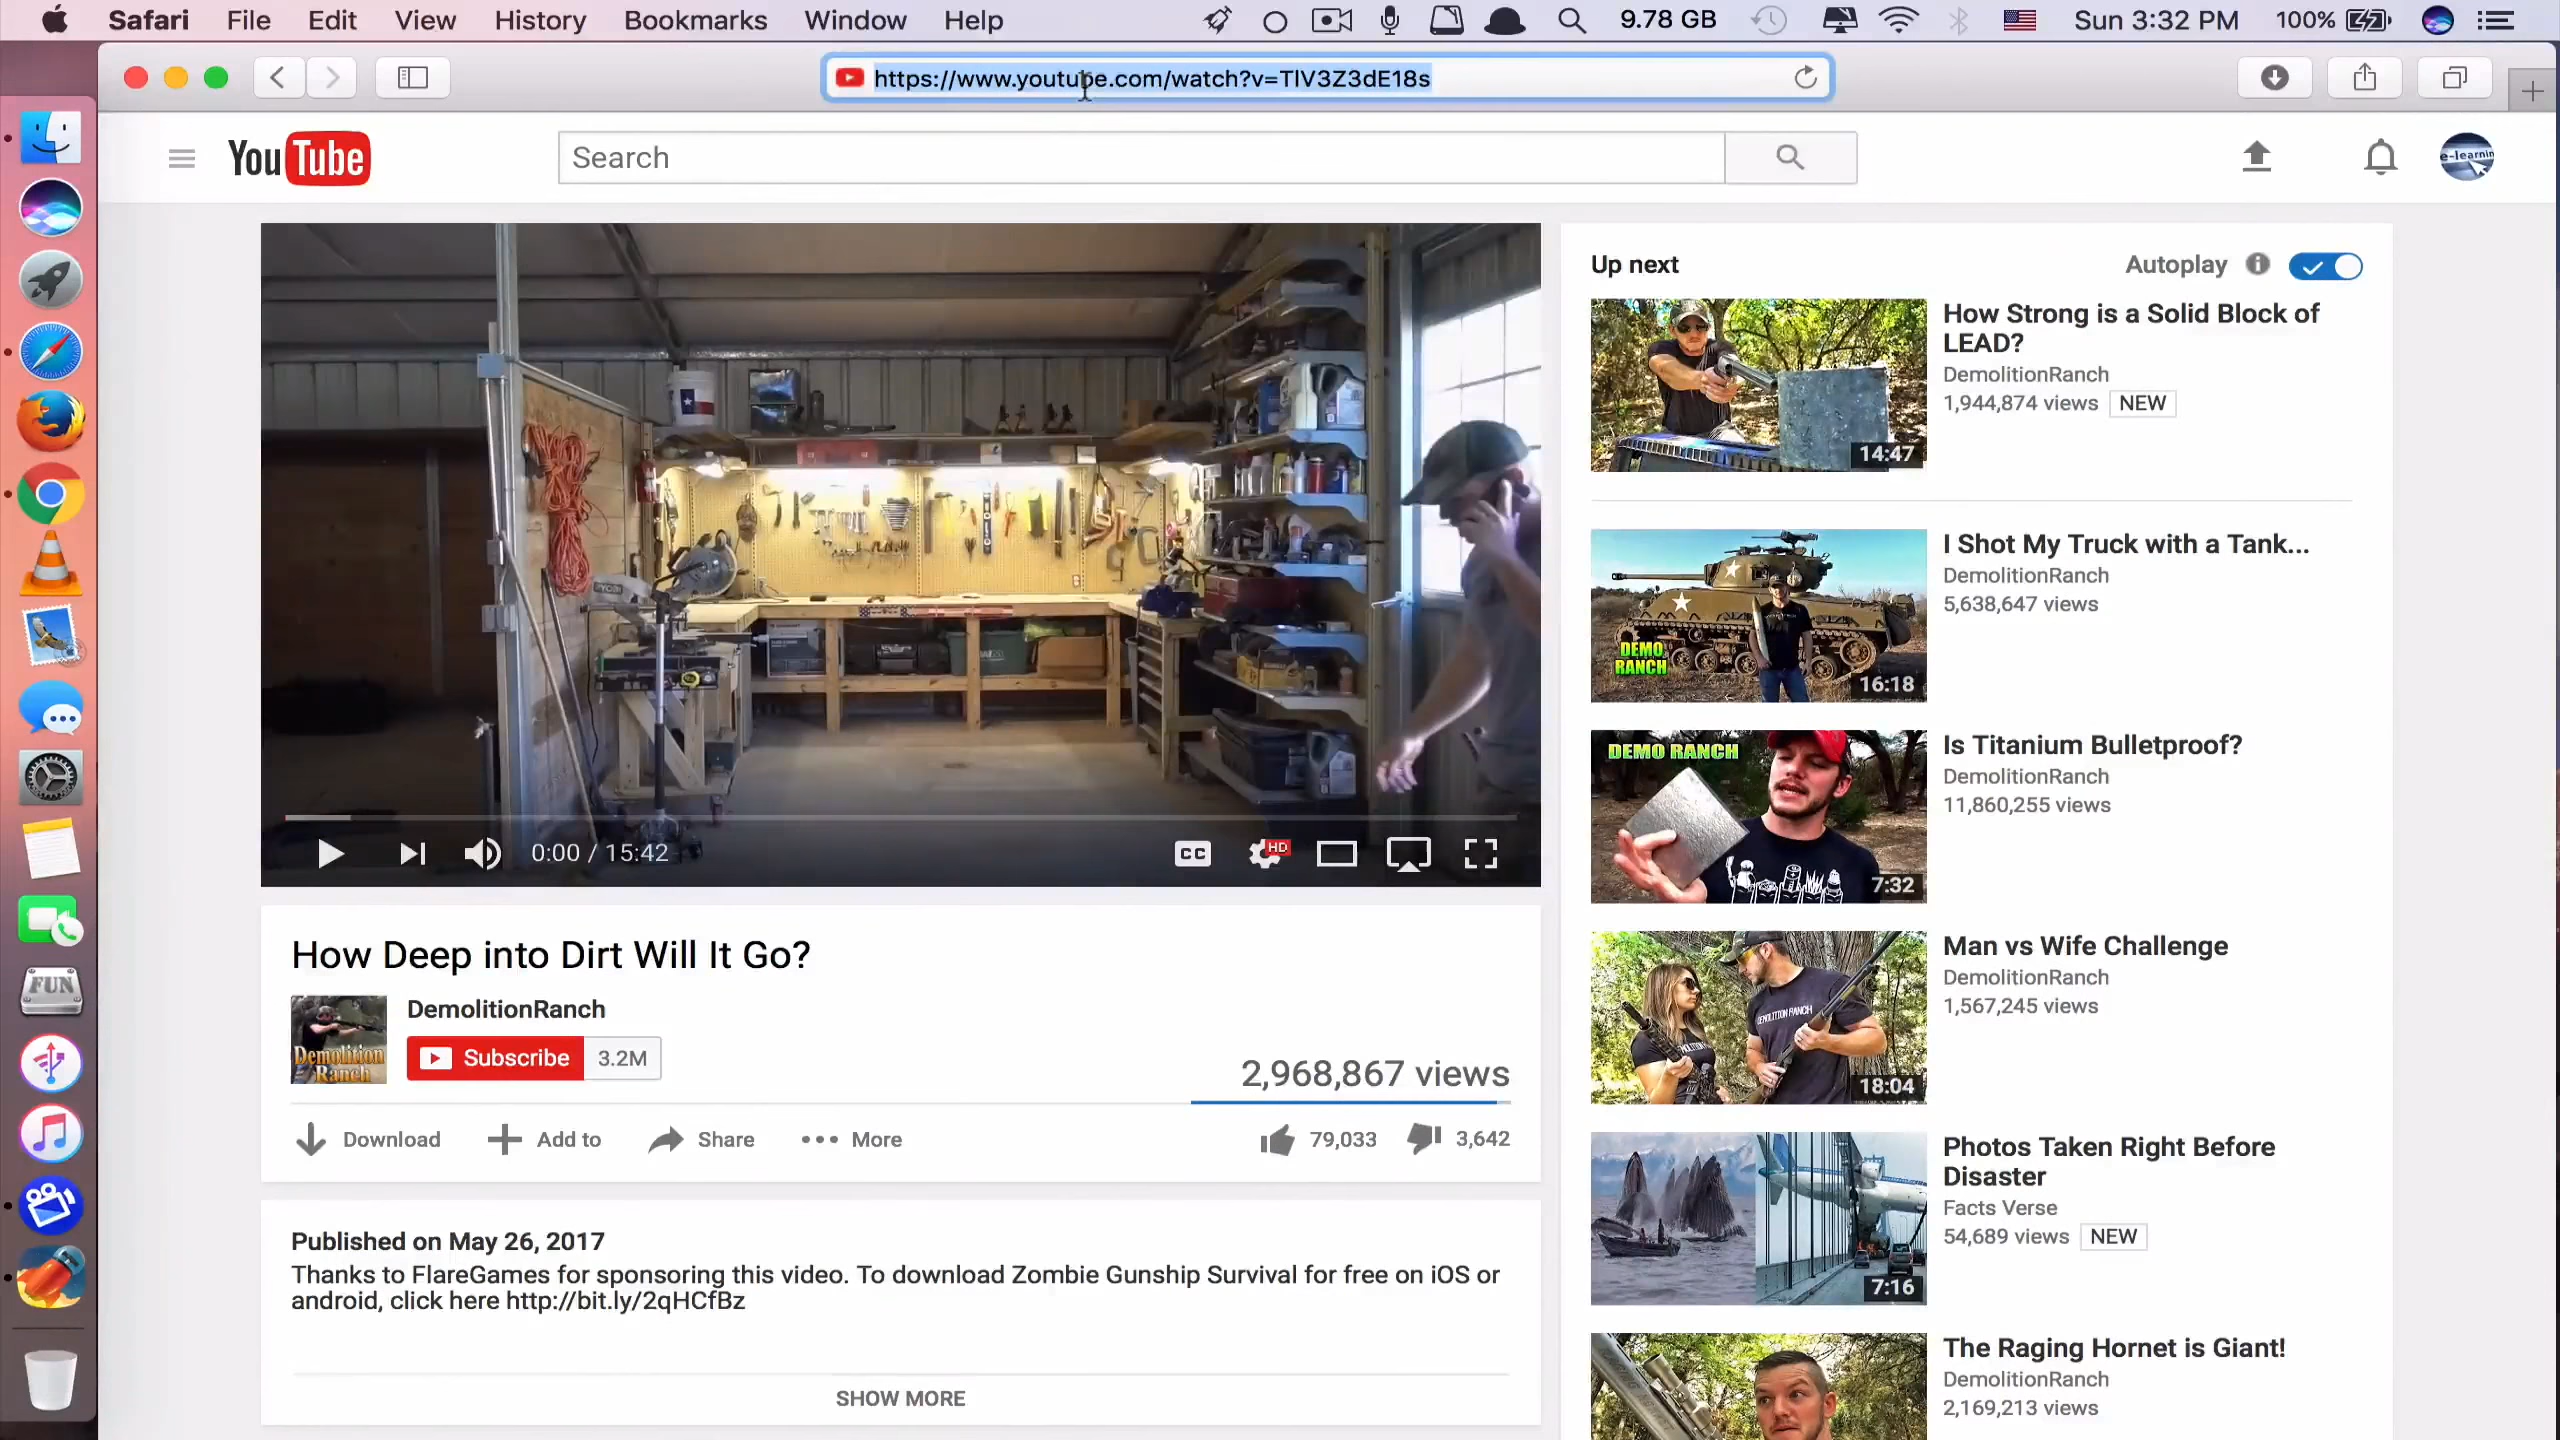 Safari File Edit View History Bookmarks Window Help 9.78 GB Sun 3:32 PM 100%
https://www.youtube.com/watch?v=TlV3Z3dE18s
YouTube
Search
e-learnin
0:00 / 15:42
CC
HD
How Deep into Dirt Will It Go?
Demolition
Ranch
DemolitionRanch
Subscribe 3.2M
2,968,867 views
Download Add to Share More
79,033 3,642
Published on May 26, 2017
Thanks to FlareGames for sponsoring this video. To download Zombie Gunship Survival for free on iOS or
android, click here http://bit.ly/2qHCfBz
SHOW MORE
Up next
Autoplay
14:47
How Strong is a Solid Block of
LEAD?
DemolitionRanch
1,944,874 views NEW
DEMO
RANCH
16:18
I Shot My Truck with a Tank...
DemolitionRanch
5,638,647 views
DEMO RANCH
7:32
Is Titanium Bulletproof?
DemolitionRanch
11,860,255 views
DEMOLITION RANCH
18:04
Man vs Wife Challenge
DemolitionRanch
1,567,245 views
7:16
Photos Taken Right Before
Disaster
Facts Verse
54,689 views NEW
The Raging Hornet is Giant!
DemolitionRanch
2,169,213 views
FUN